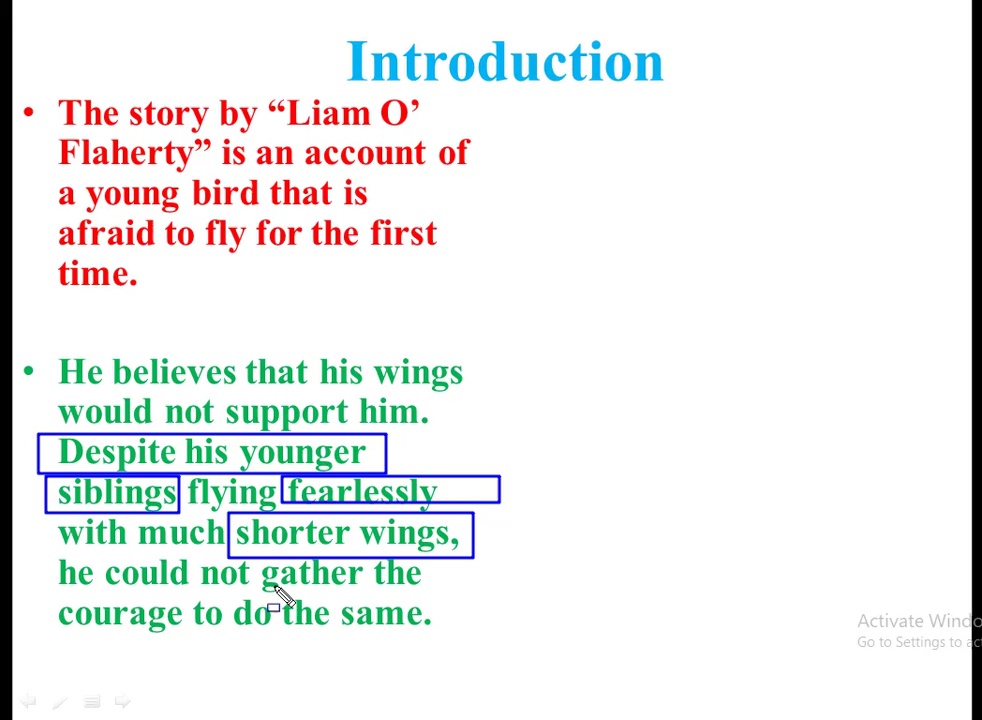 Introduction
• The story by “Liam O’
Flaherty” is an account of
a young bird that is
afraid to fly for the first
time.
• He believes that his wings
would not support him.
Despite his younger
siblings flying fearlessly
with much shorter wings,
he could not gather the
courage to do the same.
Activate
Go to Settings to